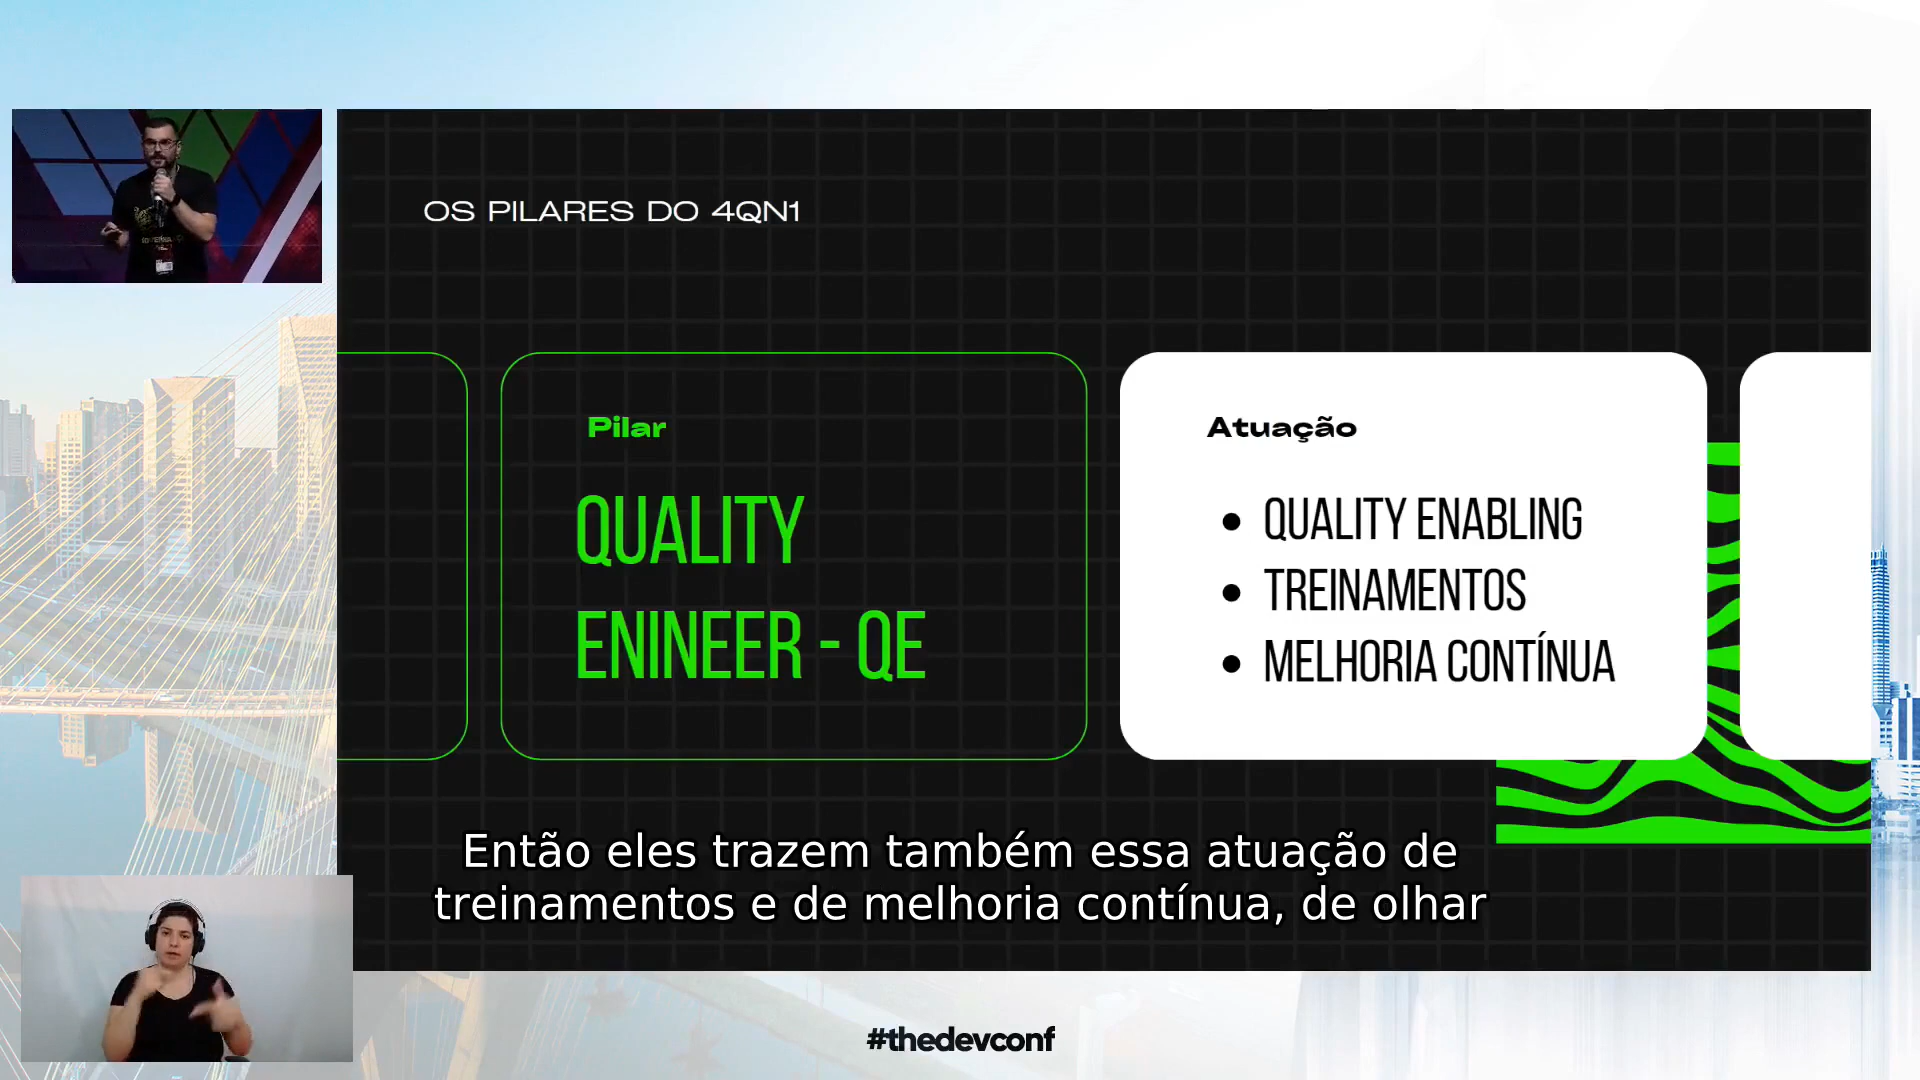 OS PILARES DO 4QN1
Pilar
QUALITY
ENINEER - QE
Atuação
• QUALITY ENABLING
• TREINAMENTOS
• MELHORIA CONTÍNUA
Então eles trazem também essa atuação de
treinamentos e de melhoria contínua, de olhar
#thedevconf